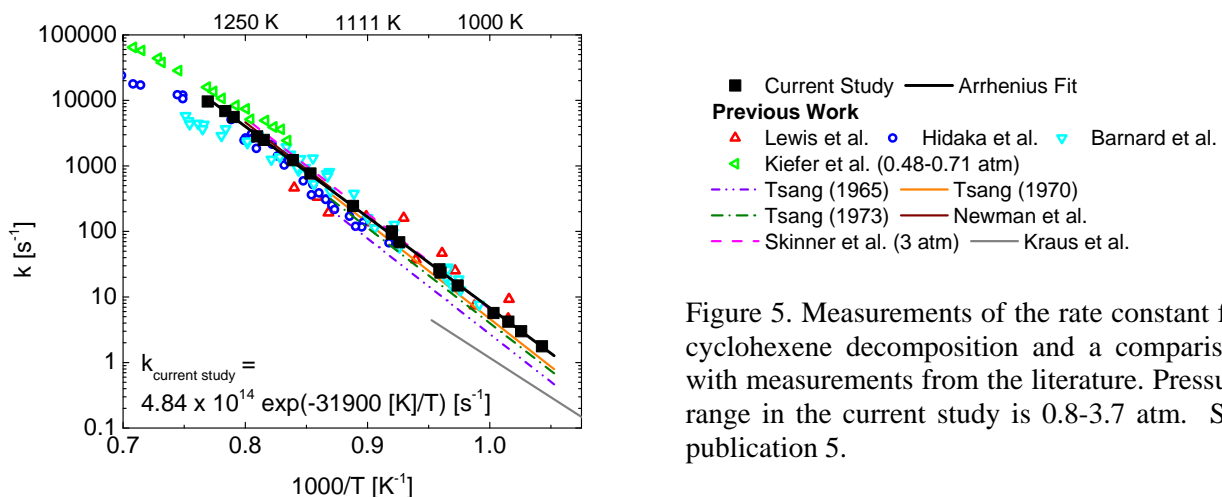 1250 K 1111 K 1000 K
100000
10000
1000
100
10
1
0.1
k [s⁻¹]
k_current study =
4.84 x 10¹⁴ exp(-31900 [K]/T) [s⁻¹]
0.7 0.8 0.9 1.0
1000/T [K⁻¹]
Current Study Arrhenius Fit
Previous Work
Lewis et al. Hidaka et al. Barnard et al.
Kiefer et al. (0.48-0.71 atm)
Tsang (1965) Tsang (1970)
Tsang (1973) Newman et al.
Skinner et al. (3 atm) Kraus et al.
Figure 5. Measurements of the rate constant f
cyclohexene decomposition and a comparis
with measurements from the literature. Pressu
range in the current study is 0.8-3.7 atm. S
publication 5.